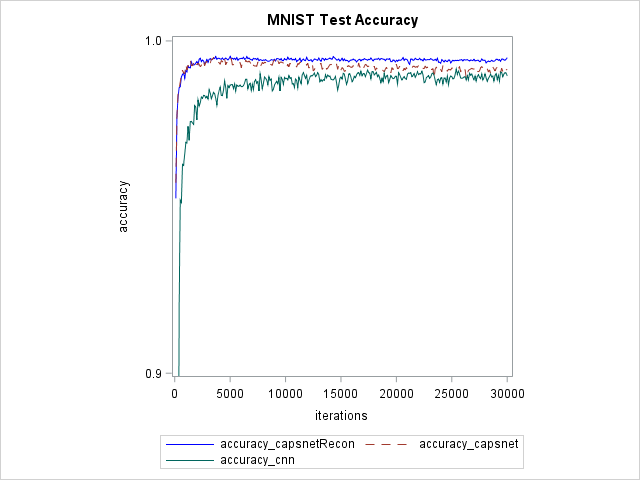 MNIST Test Accuracy
1.0
accuracy
0.9
0 5000 10000 15000 20000 25000 30000
iterations
accuracy_capsnetRecon accuracy_capsnet
accuracy_cnn